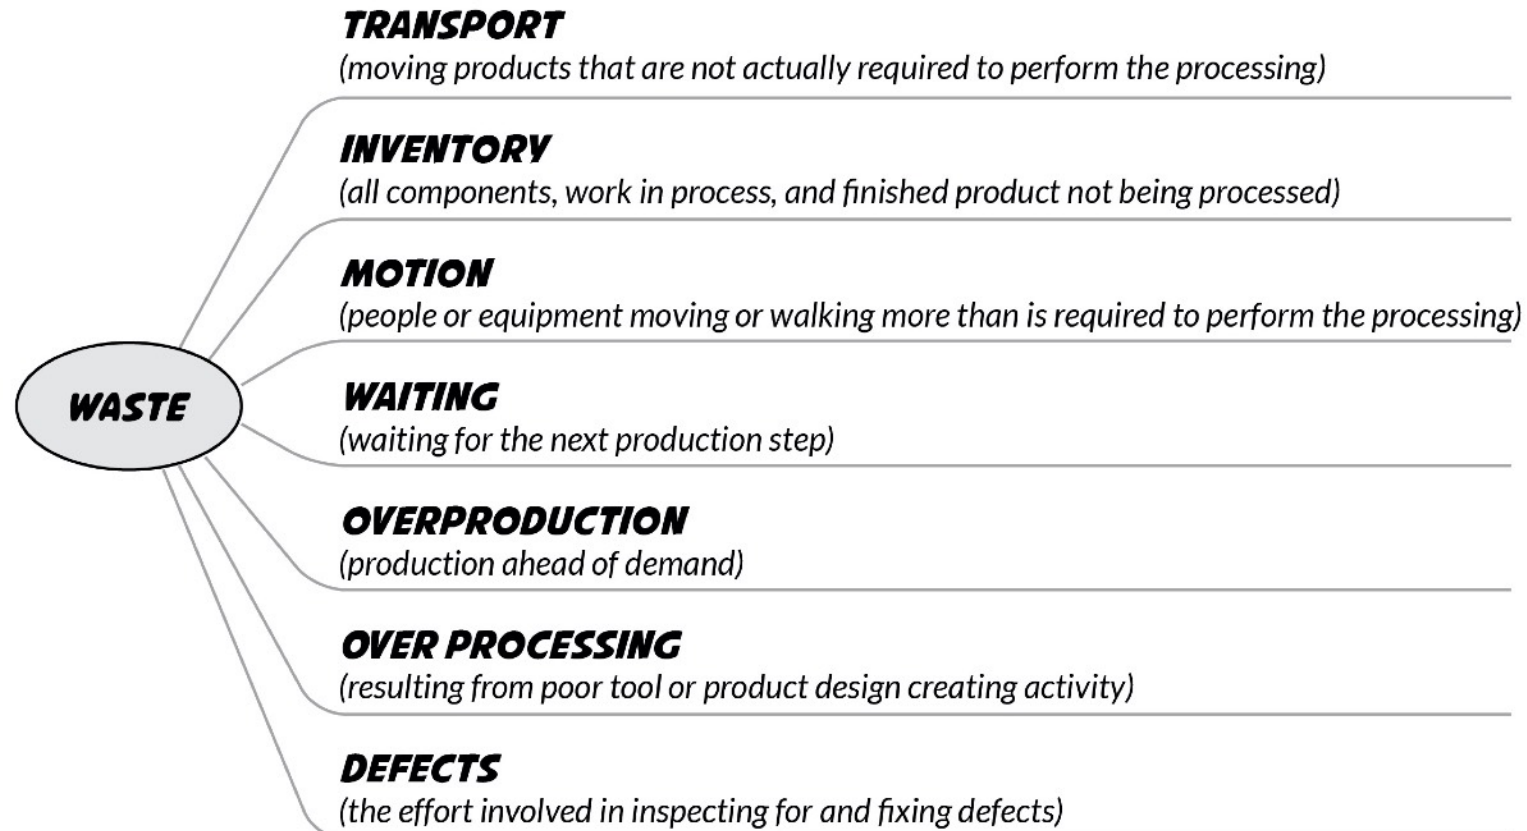 TRANSPORT
(moving products that are not actually required to perform the processing)
INVENTORY
(all components, work in process, and finished product not being processed)
MOTION
(people or equipment moving or walking more than is required to perform the processing)
WAITING
(waiting for the next production step)
WASTE
OVERPRODUCTION
(production ahead of demand)
OVER PROCESSING
(resulting from poor tool or product design creating activity)
DEFECTS
(the effort involved in inspecting for and fixing defects)